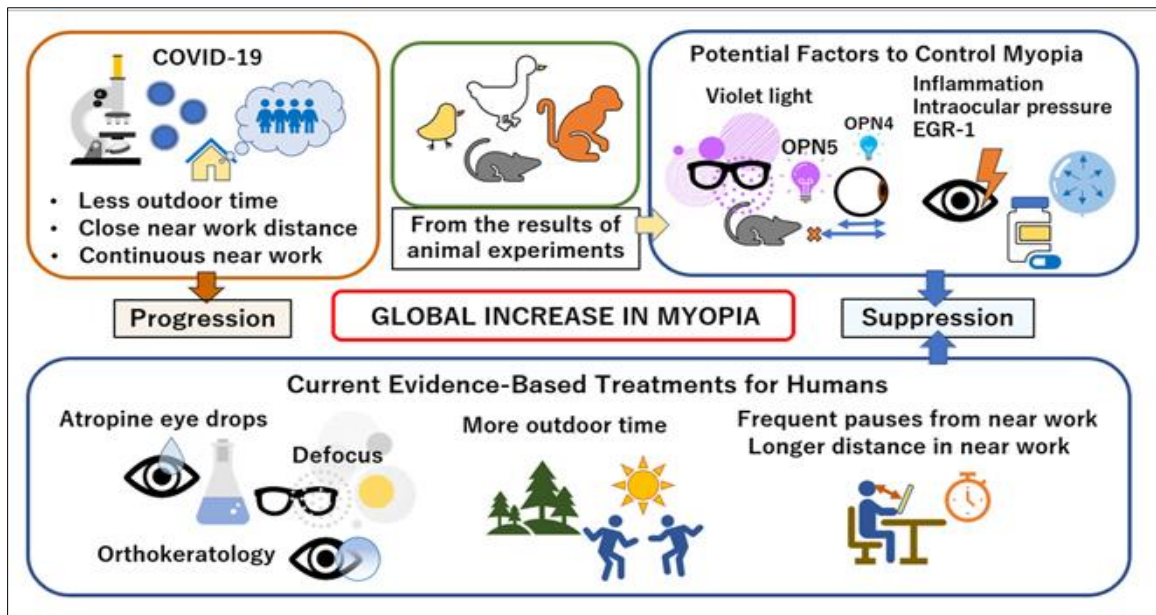 COVID-19
• Less outdoor time
• Close near work distance
• Continuous near work
From the results of
animal experiments
Potential Factors to Control Myopia
Violet light
OPN5
OPN4
Inflammation
Intraocular pressure
EGR-1
Progression
GLOBAL INCREASE IN MYOPIA
Suppression
Current Evidence-Based Treatments for Humans
Atropine eye drops
Defocus
Orthokeratology
More outdoor time
Frequent pauses from near work
Longer distance in near work